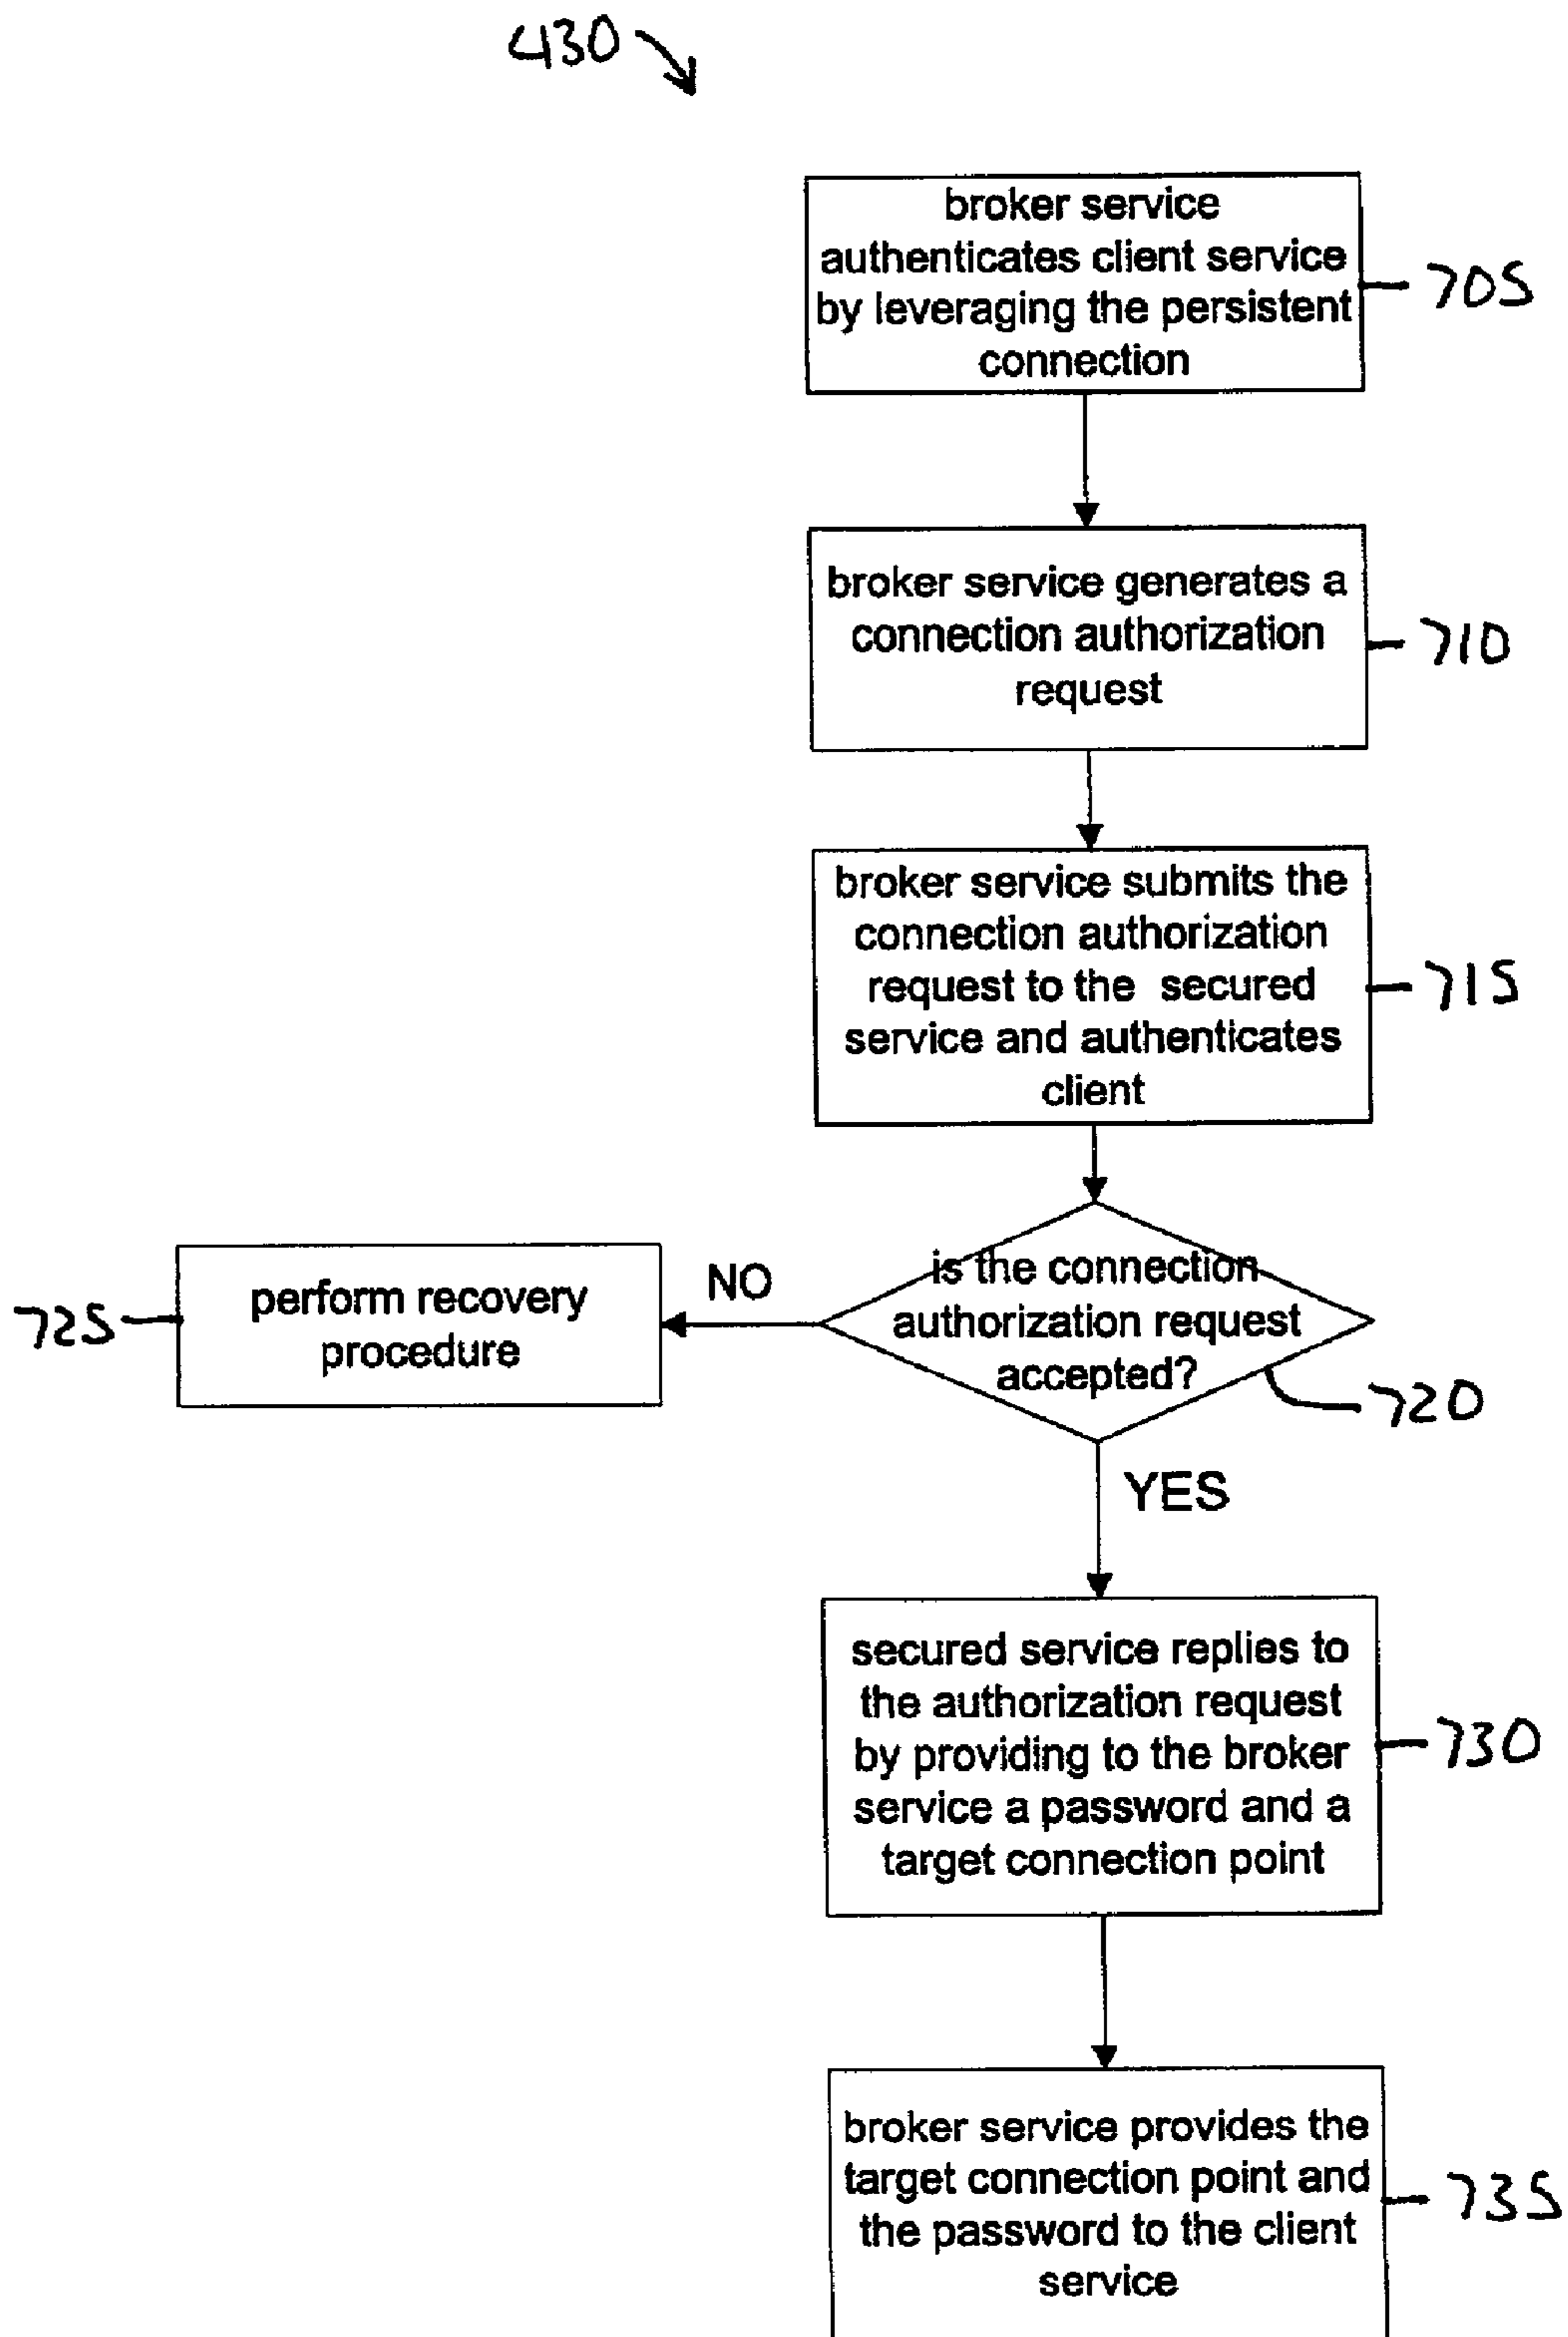 430
broker service
authenticates client service
by leveraging the persistent
connection
705
broker service generates a
connection authorization
request
710
broker service submits the
connection authorization
request to the secured
service and authenticates
client
715
is the connection
authorization request
accepted?
720
NO
perform recovery
procedure
725
YES
secured service replies to
the authorization request
by providing to the broker
service a password and a
target connection point
730
broker service provides the
target connection point and
the password to the client
service
735